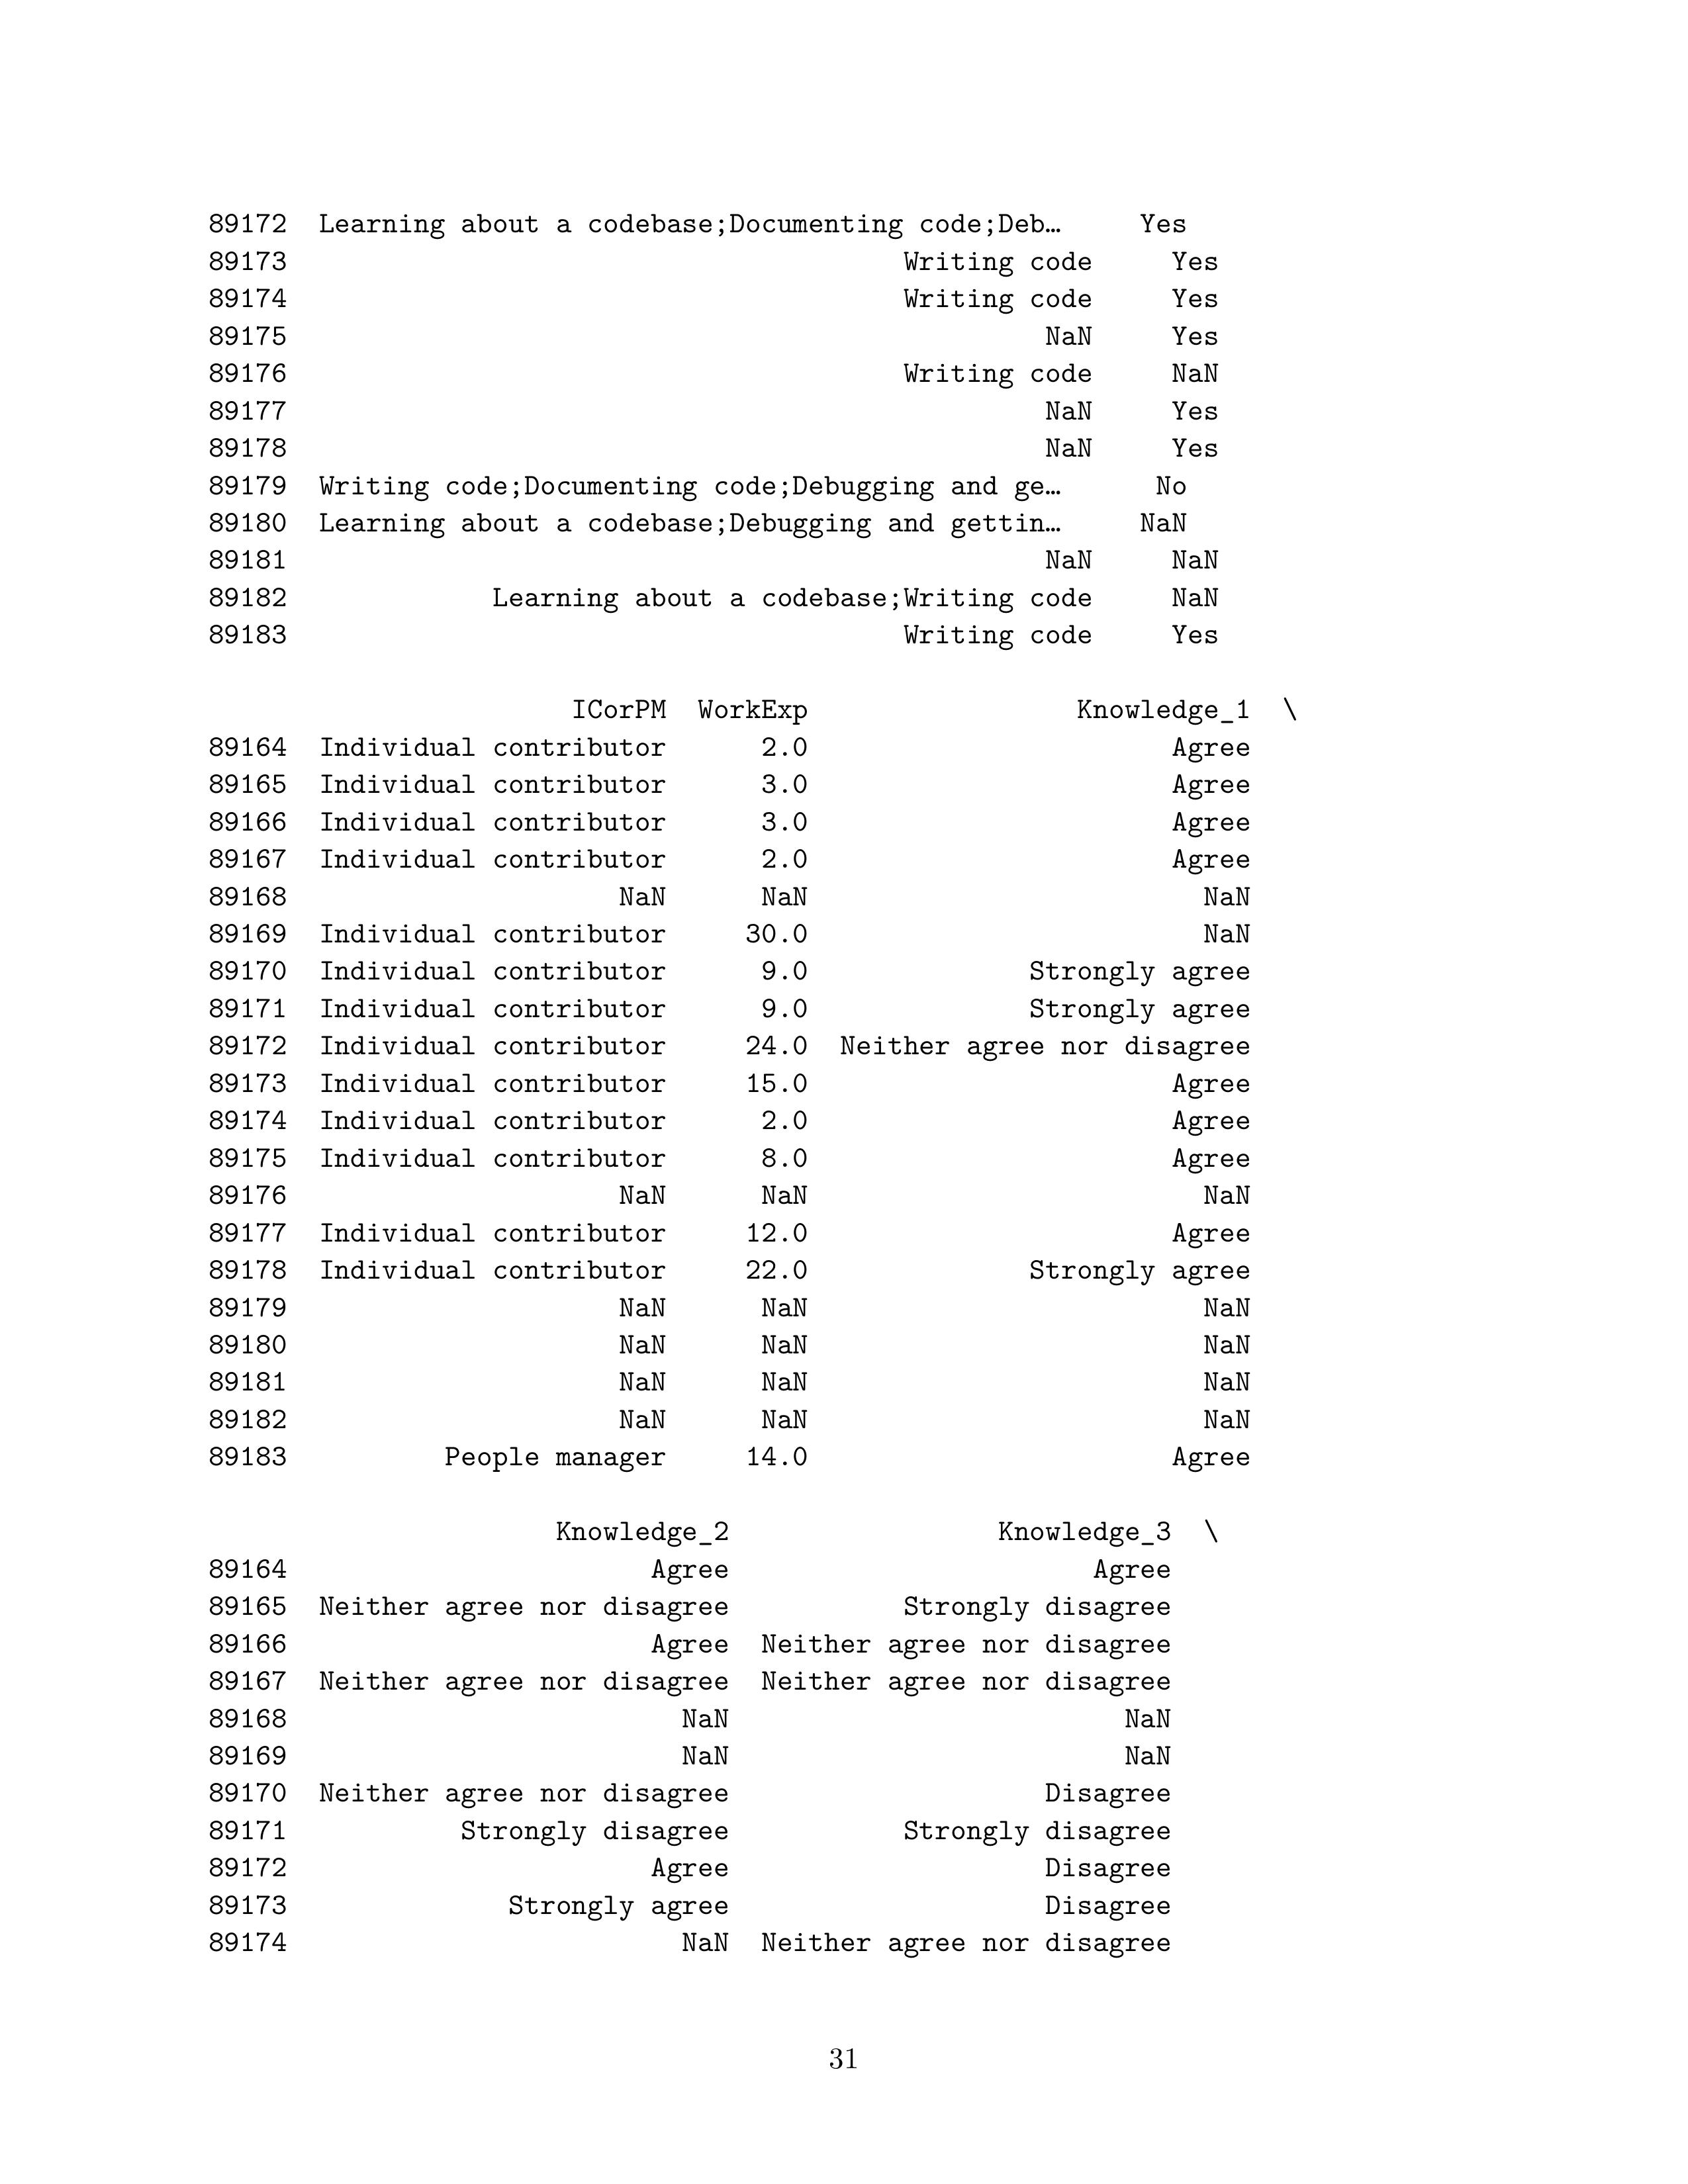 89172  Learning about a codebase;Documenting code;Deb…     Yes
89173                                       Writing code     Yes
89174                                       Writing code     Yes
89175                                                NaN     Yes
89176                                       Writing code     NaN
89177                                                NaN     Yes
89178                                                NaN     Yes
89179  Writing code;Documenting code;Debugging and ge…      No
89180  Learning about a codebase;Debugging and gettin…     NaN
89181                                                NaN     NaN
89182             Learning about a codebase;Writing code     NaN
89183                                       Writing code     Yes
ICorPM  WorkExp                 Knowledge_1  \
89164  Individual contributor      2.0                       Agree
89165  Individual contributor      3.0                       Agree
89166  Individual contributor      3.0                       Agree
89167  Individual contributor      2.0                       Agree
89168                     NaN      NaN                         NaN
89169  Individual contributor     30.0                         NaN
89170  Individual contributor      9.0              Strongly agree
89171  Individual contributor      9.0              Strongly agree
89172  Individual contributor     24.0  Neither agree nor disagree
89173  Individual contributor     15.0                       Agree
89174  Individual contributor      2.0                       Agree
89175  Individual contributor      8.0                       Agree
89176                     NaN      NaN                         NaN
89177  Individual contributor     12.0                       Agree
89178  Individual contributor     22.0              Strongly agree
89179                     NaN      NaN                         NaN
89180                     NaN      NaN                         NaN
89181                     NaN      NaN                         NaN
89182                     NaN      NaN                         NaN
89183          People manager     14.0                       Agree
Knowledge_2                 Knowledge_3  \
89164                       Agree                       Agree
89165  Neither agree nor disagree           Strongly disagree
89166                       Agree  Neither agree nor disagree
89167  Neither agree nor disagree  Neither agree nor disagree
89168                         NaN                         NaN
89169                         NaN                         NaN
89170  Neither agree nor disagree                    Disagree
89171           Strongly disagree           Strongly disagree
89172                       Agree                    Disagree
89173              Strongly agree                    Disagree
89174                         NaN  Neither agree nor disagree
31